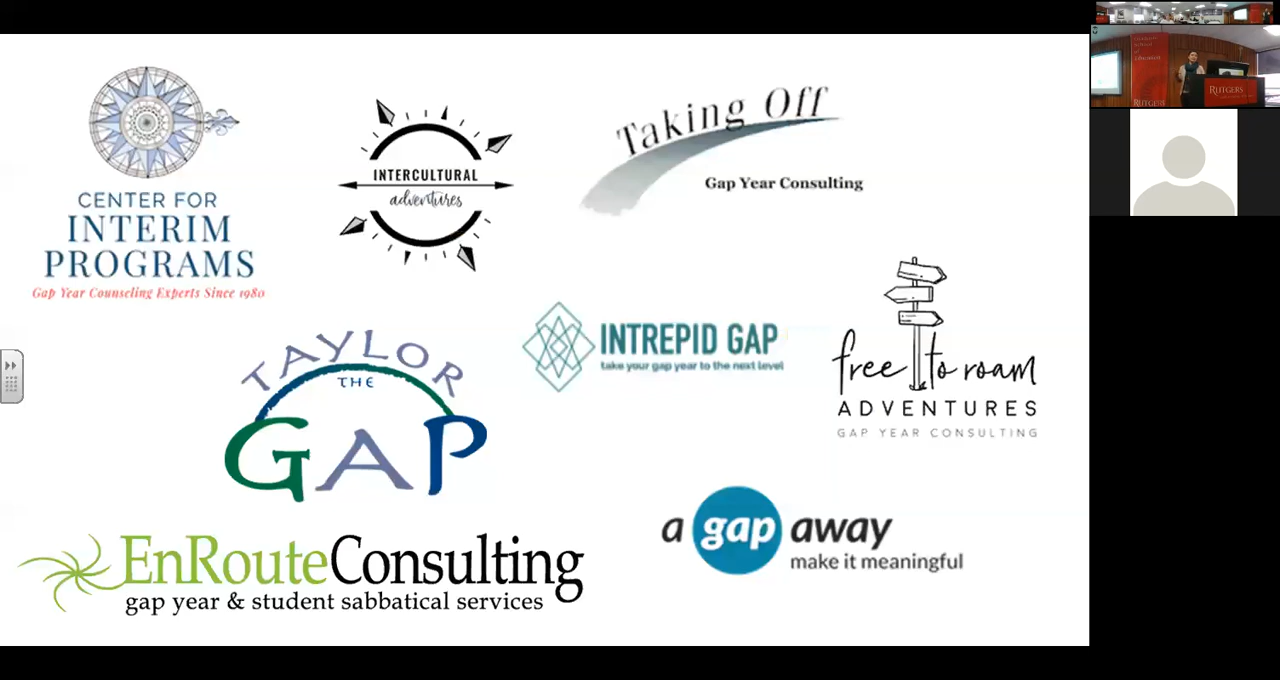 CENTER FOR
INTERIM
PROGRAMS
Gap Year Counseling Experts Since 1980
INTERCULTURAL
adventures
Taking Off
Gap Year Consulting
TAYLOR
THE
GAP
INTREPID GAP
take your gap year to the next level
free to roam
ADVENTURES
GAP YEAR CONSULTING
EnRouteConsulting
gap year & student sabbatical services
a gap away
make it meaningful
RUTGERS
RUTGERS